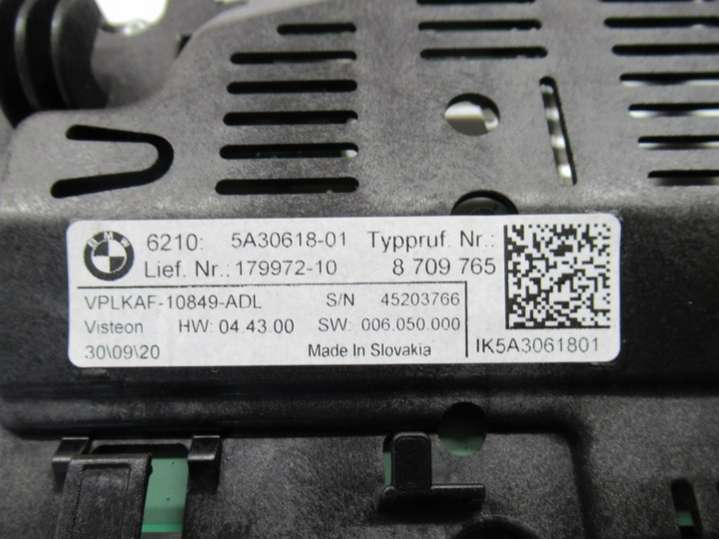 BMW
6210: 5A30618-01 Typpruf. Nr.:
Lief. Nr.: 179972-10 8 709 765
VPLKAF-10849-ADL S/N 45203766
Visteon HW: 04.43.00 SW: 006.050.000
30\09\20 Made In Slovakia IK5A3061801